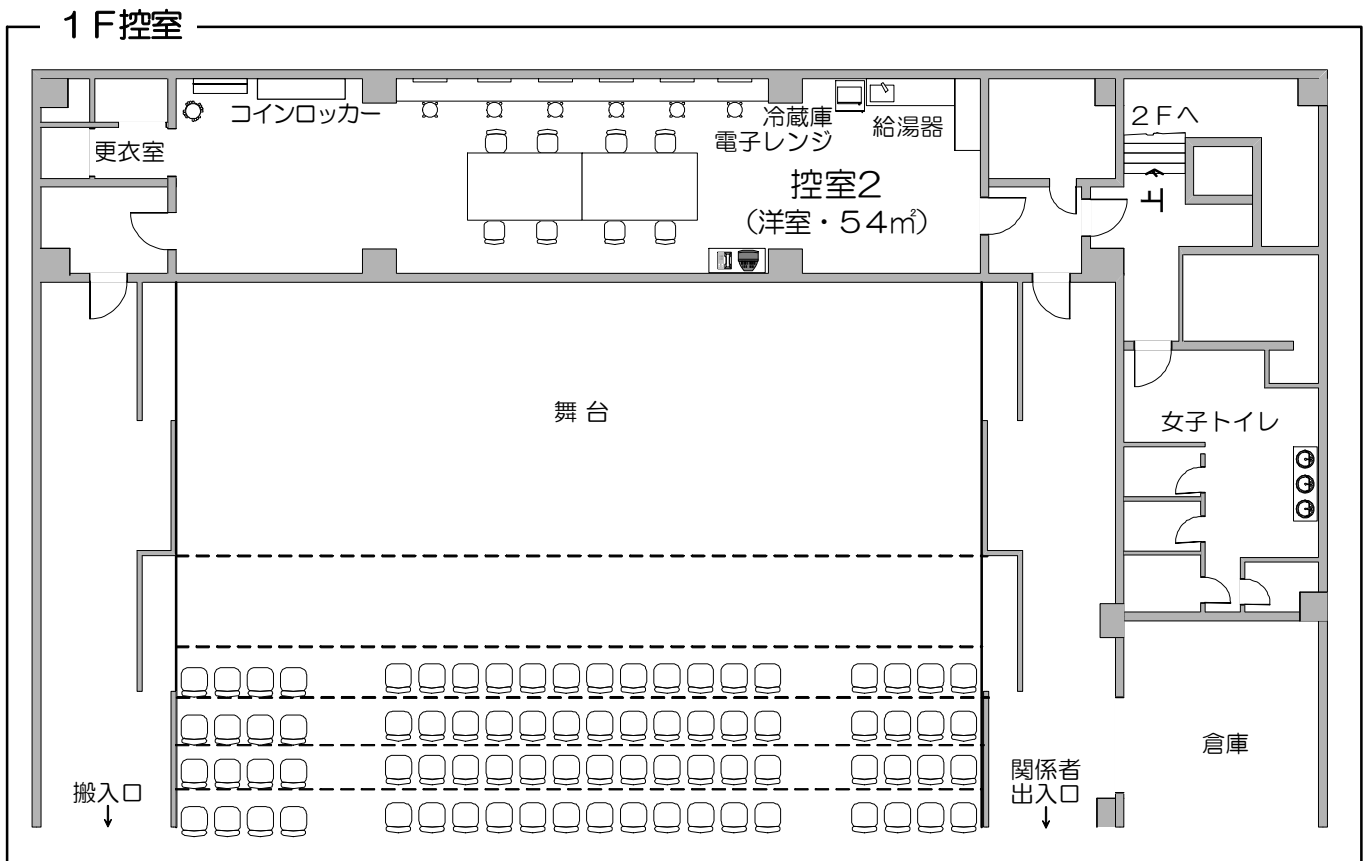 １Ｆ控室
２Ｆへ
コインロッカー
冷蔵庫
電子レンジ
給湯器
更衣室
控室2
（洋室・５４㎡）
上
舞 台
女子トイレ
倉庫
搬入口
関係者
出入口